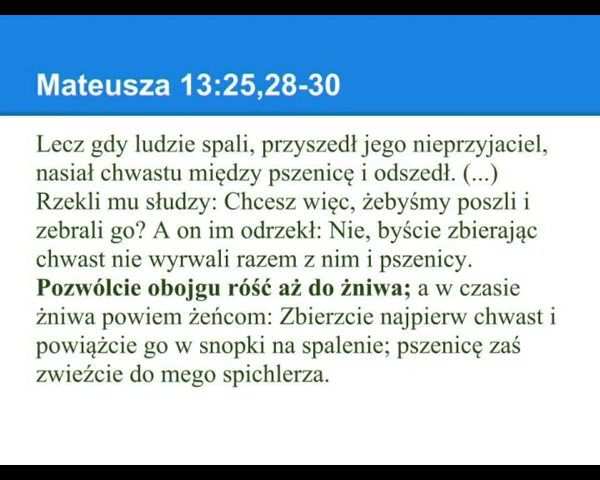 Mateusza 13:25,28-30
Lecz gdy ludzie spali, przyszedł jego nieprzyjaciel,
nasiał chwastu między pszenicę i odszedł. (...)
Rzekli mu słudzy: Chcesz więc, żebyśmy poszli i
zebrali go? A on im odrzekł: Nie, byście zbierając
chwast nie wyrwali razem z nim i pszenicy.
Pozwólcie obojgu róść aż do żniwa; a w czasie
żniwa powiem żeńcom: Zbierzcie najpierw chwast i
powiążcie go w snopki na spalenie; pszenicę zaś
zwieźcie do mego spichlerza.